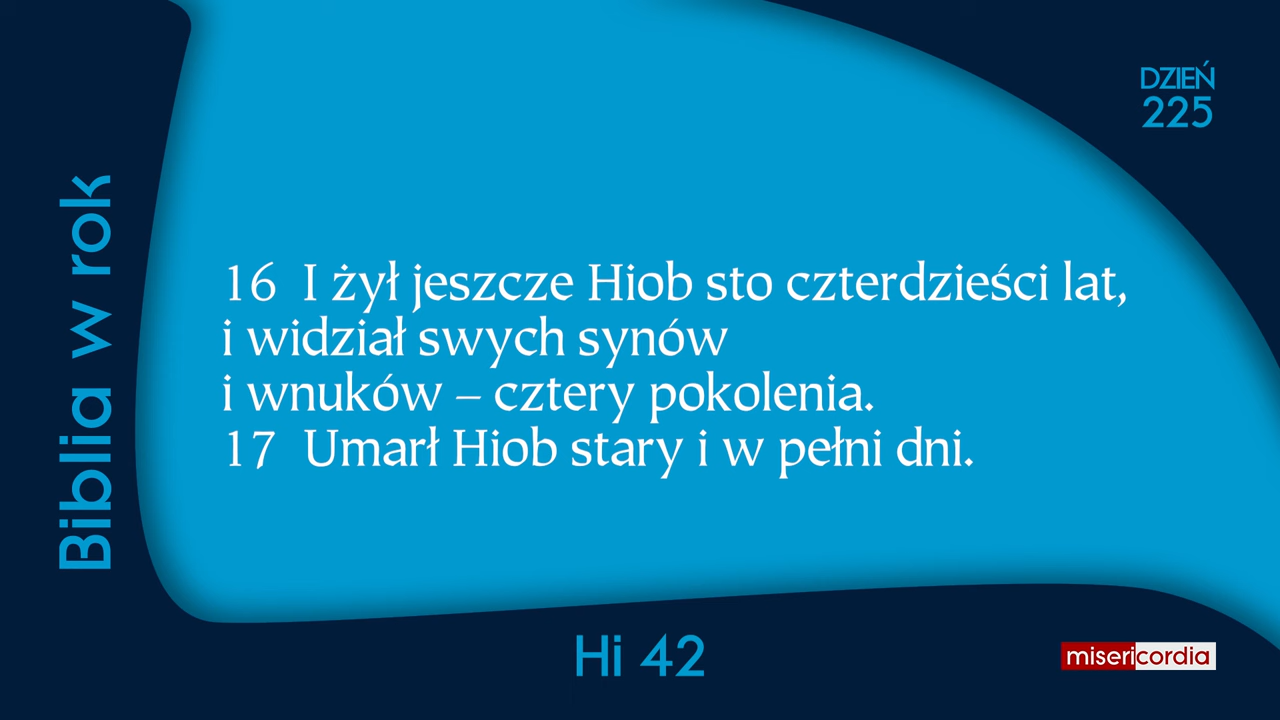 DZIEŃ
225
Biblia w rok
16 I żył jeszcze Hiob sto czterdzieści lat,
i widział swych synów
i wnuków – cztery pokolenia.
17 Umarł Hiob stary i w pełni dni.
Hi 42
misericordia